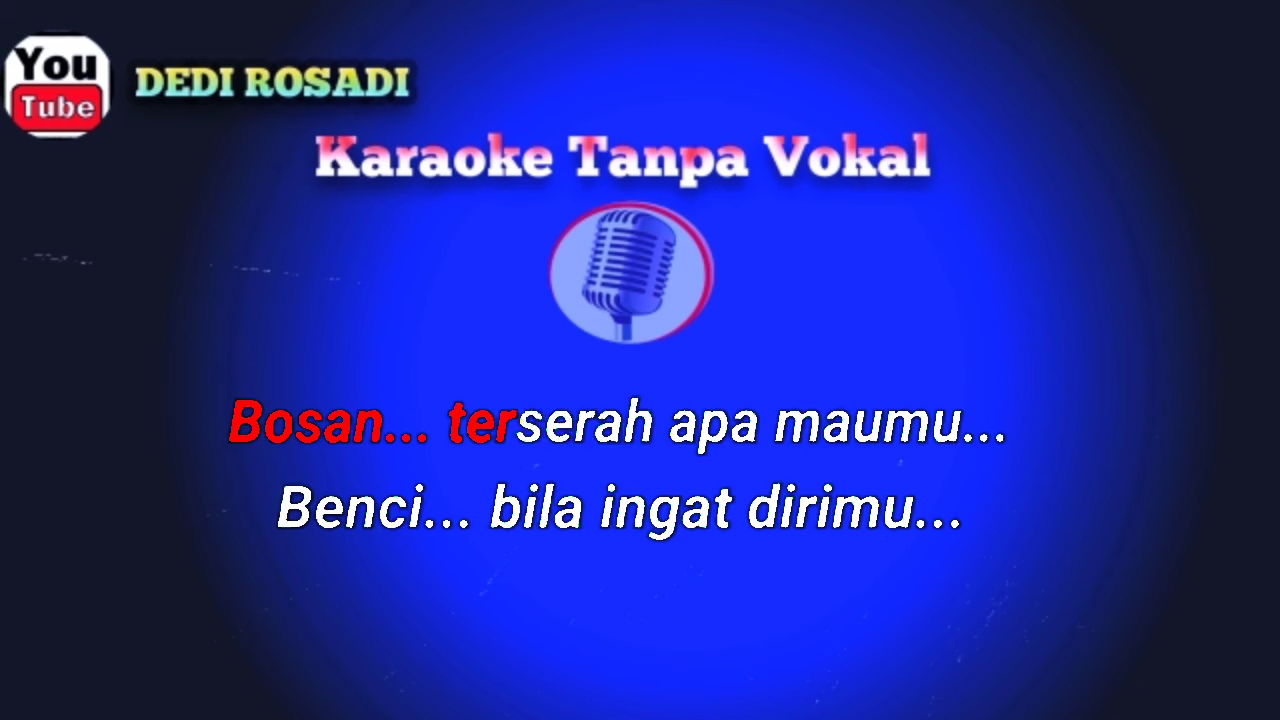 You
Tube
DEDI ROSADI
Karaoke Tanpa Vokal
Bosan... terserah apa maumu...
Benci... bila ingat dirimu...